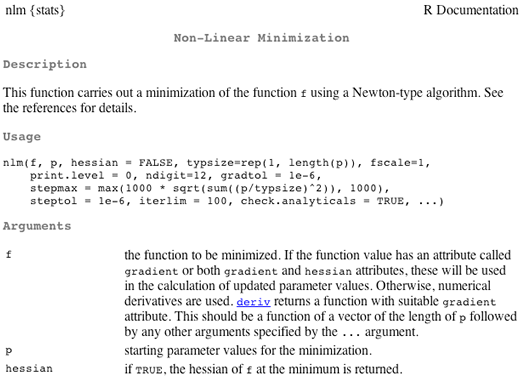 nlm {stats} R Documentation
Non-Linear Minimization
Description
This function carries out a minimization of the function f using a Newton-type algorithm. See
the references for details.
Usage
nlm(f, p, hessian = FALSE, typsize=rep(1, length(p)), fscale=1,
print.level = 0, ndigit=12, gradtol = 1e-6,
stepmax = max(1000 * sqrt(sum((p/typsize)^2)), 1000),
steptol = 1e-6, iterlim = 100, check.analyticals = TRUE, ...)
Arguments
f the function to be minimized. If the function value has an attribute called
gradient or both gradient and hessian attributes, these will be used
in the calculation of updated parameter values. Otherwise, numerical
derivatives are used. deriv returns a function with suitable gradient
attribute. This should be a function of a vector of the length of p followed
by any other arguments specified by the ... argument.
p starting parameter values for the minimization.
hessian if TRUE, the hessian of f at the minimum is returned.